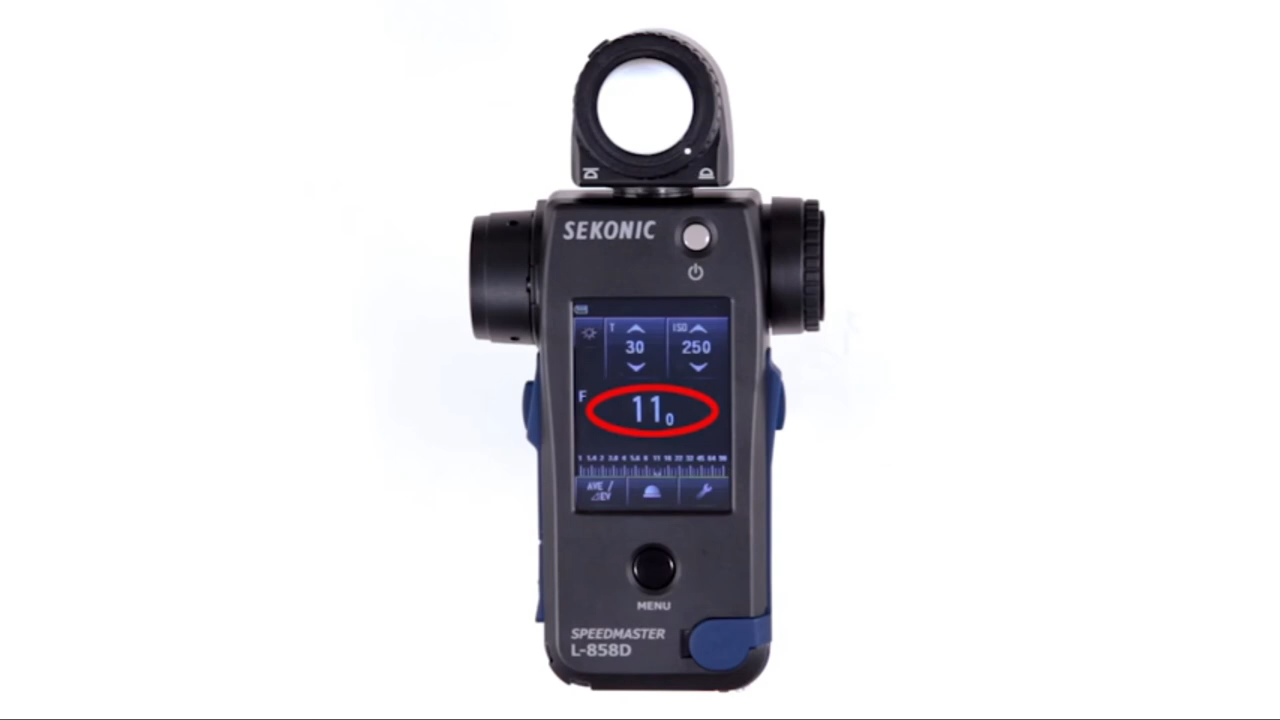 SEKONIC
T ISO
30 250
F 11 0
1 1.4 2 2.8 4 5.6 8 11 16 22 32 45 64 90
AVE /
⊿EV
MENU
SPEEDMASTER
L-858D